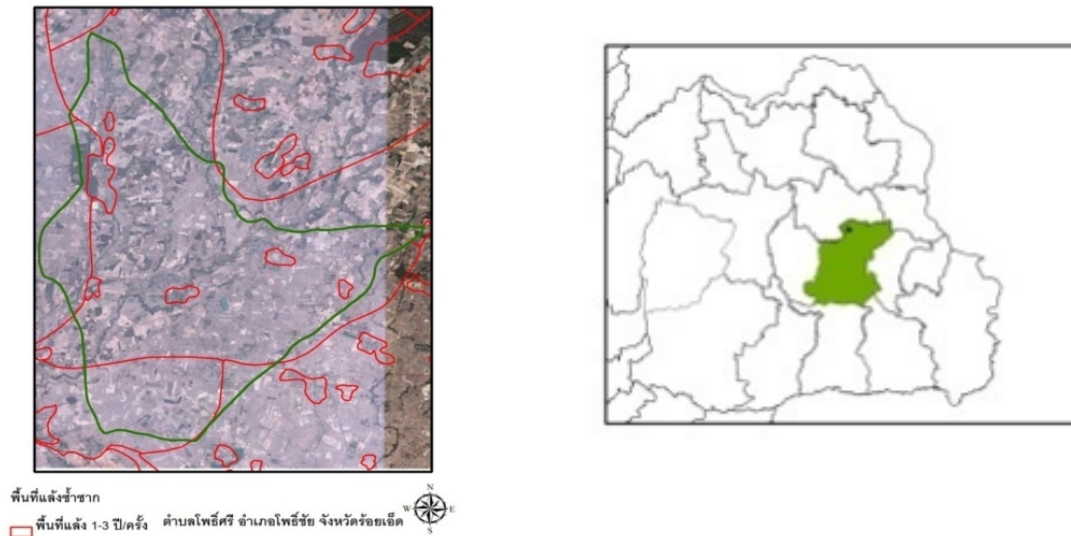 พื้นที่แล้งซ้ำซาก
พื้นที่แล้ง 1-3 ปี/ครั้ง ตำบลโพธิ์ศรี อำเภอโพธิ์ชัย จังหวัดร้อยเอ็ด
N
W E
S